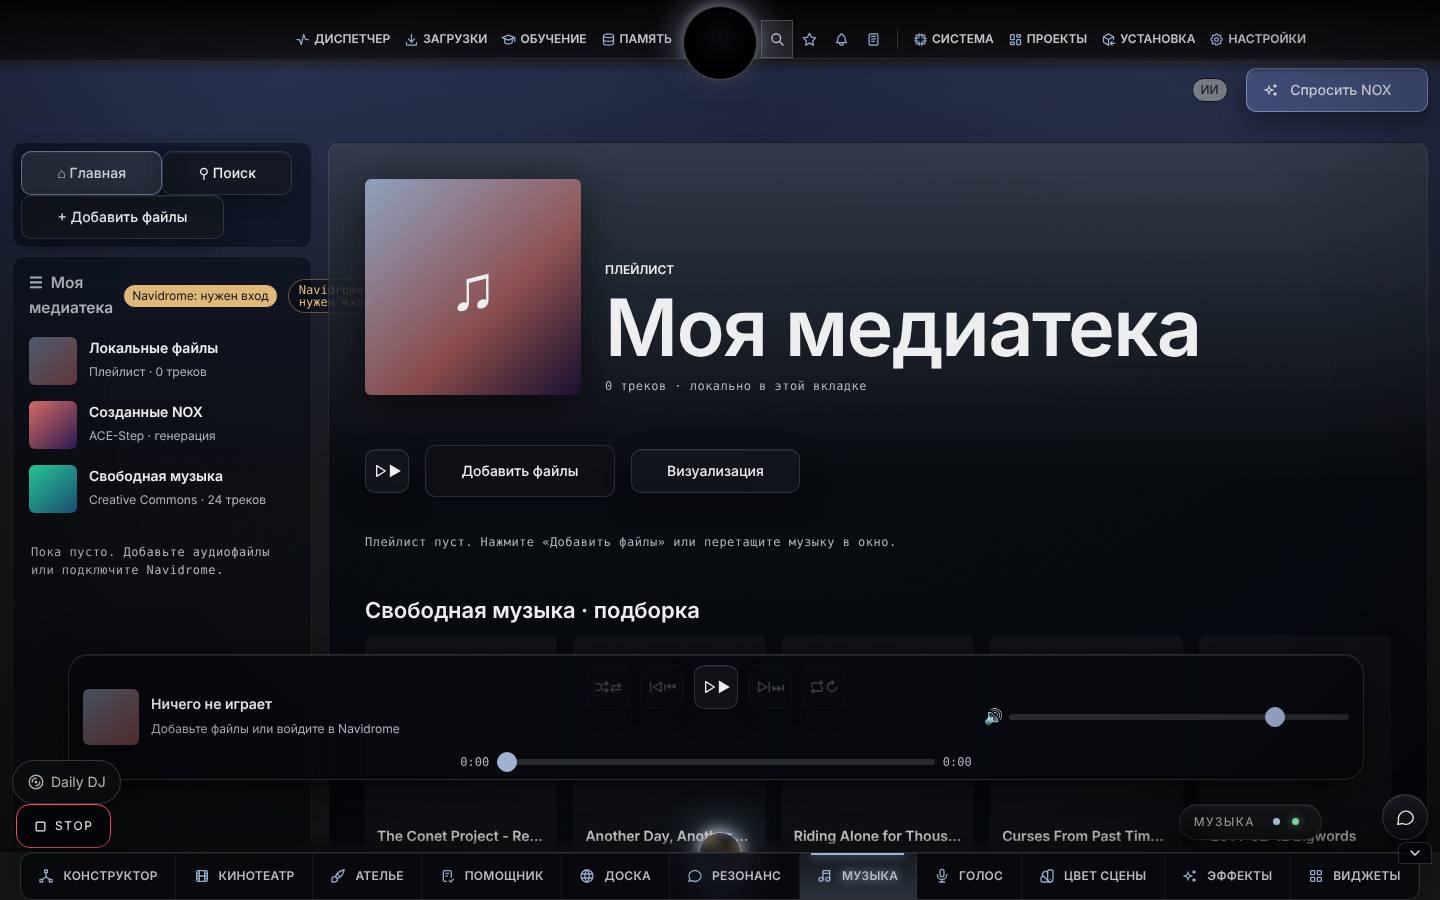 ДИСПЕТЧЕР ЗАГРУЗКИ ОБУЧЕНИЕ ПАМЯТЬ СИСТЕМА ПРОЕКТЫ УСТАНОВКА НАСТРОЙКИ
ИИ Спросить NOX
Главная Поиск
+ Добавить файлы
Моя
медиатека
Navidrome: нужен вход
Navidrome:
нужен вход
Локальные файлы
Плейлист · 0 треков
Созданные NOX
ACE-Step · генерация
Свободная музыка
Creative Commons · 24 треков
Пока пусто. Добавьте аудиофайлы
или подключите Navidrome.
ПЛЕЙЛИСТ
Моя медиатека
0 треков · локально в этой вкладке
Добавить файлы Визуализация
Плейлист пуст. Нажмите «Добавить файлы» или перетащите музыку в окно.
Свободная музыка · подборка
Ничего не играет
Добавьте файлы или войдите в Navidrome
0:00 0:00
Daily DJ
STOP
The Conet Project - Re...
Another Day,
Riding Alone for Thous...
Curses From Past Tim...
МУЗЫКА
КОНСТРУКТОР КИНОТЕАТР АТЕЛЬЕ ПОМОЩНИК ДОСКА РЕЗОНАНС МУЗЫКА ГОЛОС ЦВЕТ СЦЕНЫ ЭФФЕКТЫ ВИДЖЕТЫ